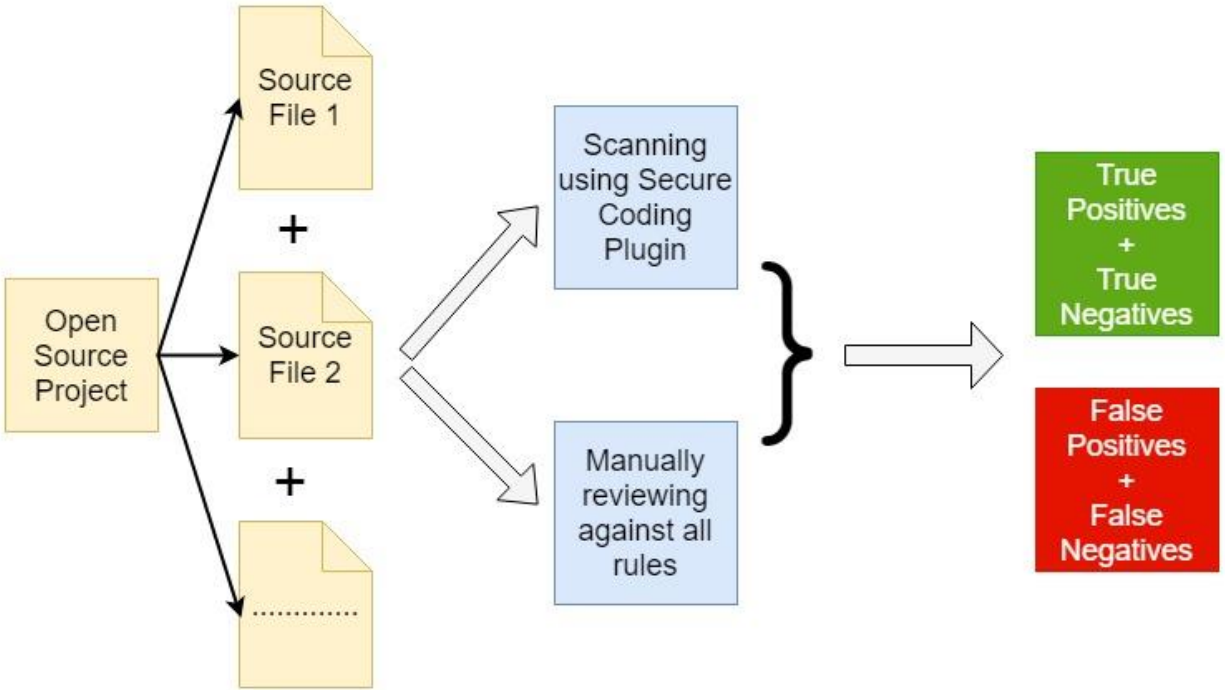 Source
File 1
+
Open
Source
Project
Source
File 2
+
.............
Scanning
using Secure
Coding
Plugin
Manually
reviewing
against all
rules
}
True
Positives
+
True
Negatives
False
Positives
+
False
Negatives